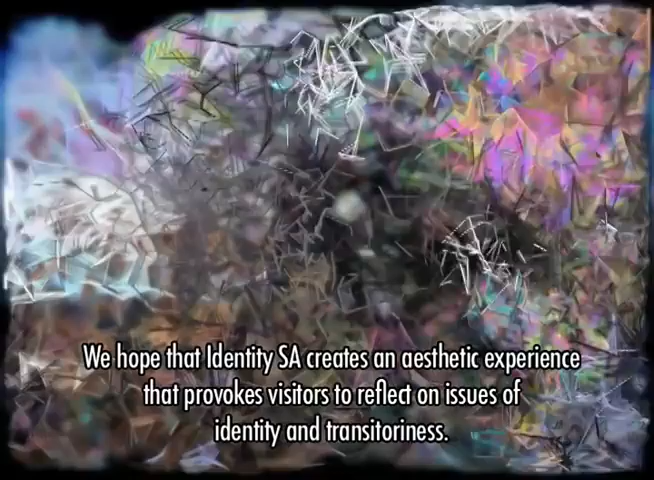 We hope that Identity SA creates an aesthetic experience
that provokes visitors to reflect on issues of
identity and transitoriness.